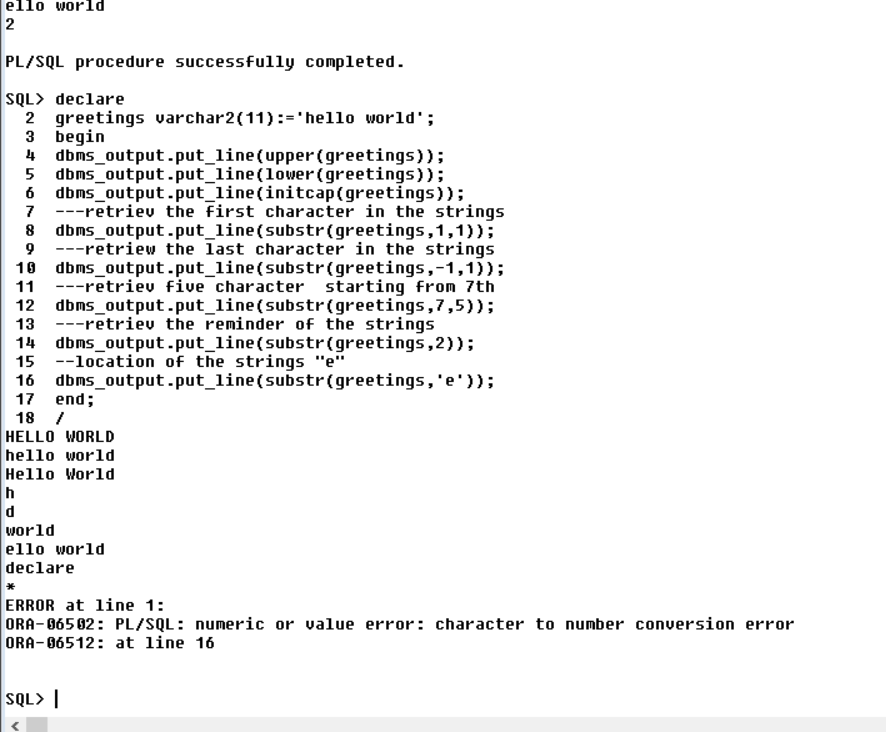 ello world
2
PL/SQL procedure successfully completed.
SQL> declare
2 greetings varchar2(11):='hello world';
3 begin
4 dbms_output.put_line(upper(greetings));
5 dbms_output.put_line(lower(greetings));
6 dbms_output.put_line(initcap(greetings));
7 ---retriev the first character in the strings
8 dbms_output.put_line(substr(greetings,1,1));
9 ---retriew the last character in the strings
10 dbms_output.put_line(substr(greetings,-1,1));
11 ---retriev five character  starting from 7th
12 dbms_output.put_line(substr(greetings,7,5));
13 ---retriev the reminder of the strings
14 dbms_output.put_line(substr(greetings,2));
15 --location of the strings "e"
16 dbms_output.put_line(substr(greetings,'e'));
17 end;
18 /
HELLO WORLD
hello world
Hello World
h
d
world
ello world
declare
*
ERROR at line 1:
ORA-06502: PL/SQL: numeric or value error: character to number conversion error
ORA-06512: at line 16
SQL>